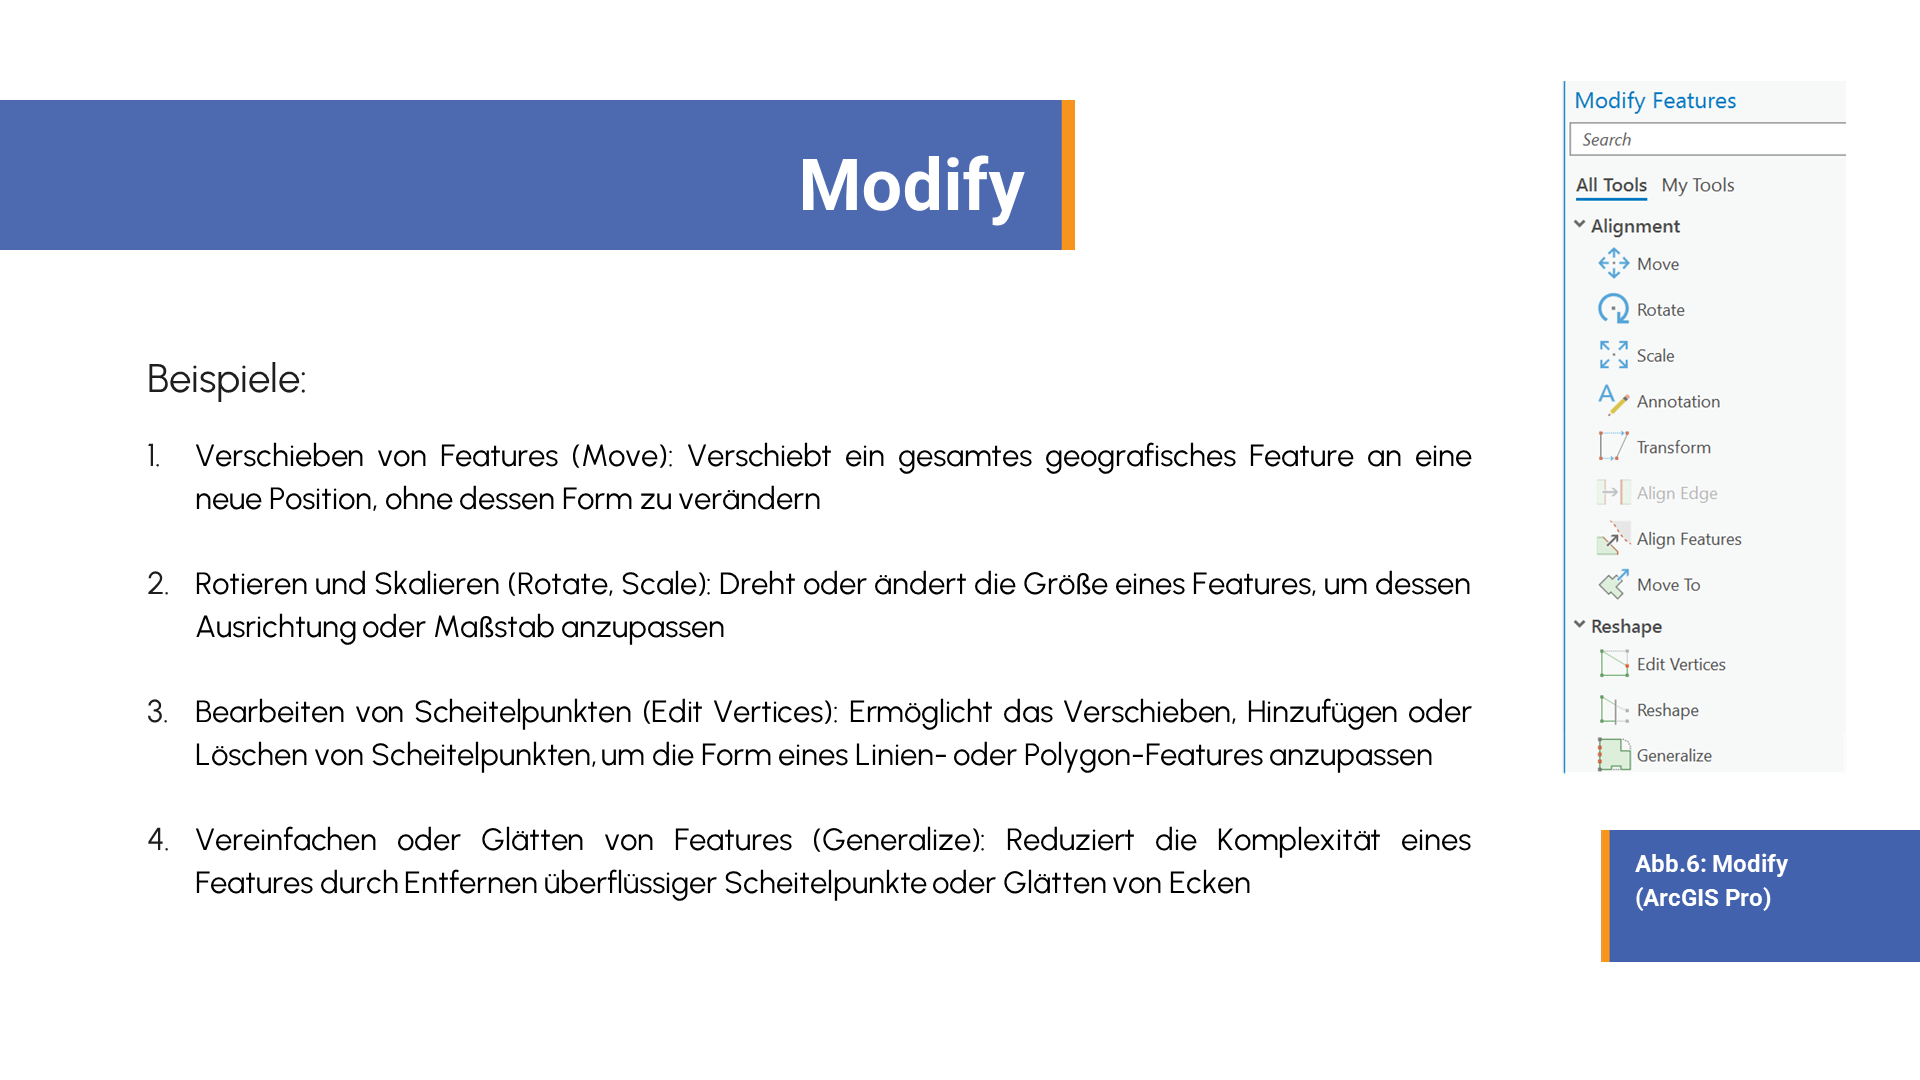 Modify
Beispiele:
1. Verschieben von Features (Move): Verschiebt ein gesamtes geografisches Feature an eine
neue Position, ohne dessen Form zu verändern
2. Rotieren und Skalieren (Rotate, Scale): Dreht oder ändert die Größe eines Features, um dessen
Ausrichtung oder Maßstab anzupassen
3. Bearbeiten von Scheitelpunkten (Edit Vertices): Ermöglicht das Verschieben, Hinzufügen oder
Löschen von Scheitelpunkten, um die Form eines Linien- oder Polygon-Features anzupassen
4. Vereinfachen oder Glätten von Features (Generalize): Reduziert die Komplexität eines
Features durch Entfernen überflüssiger Scheitelpunkte oder Glätten von Ecken
Modify Features
Search
All Tools My Tools
Alignment
Move
Rotate
Scale
Annotation
Transform
Align Edge
Align Features
Move To
Reshape
Edit Vertices
Reshape
Generalize
Abb.6: Modify
(ArcGIS Pro)